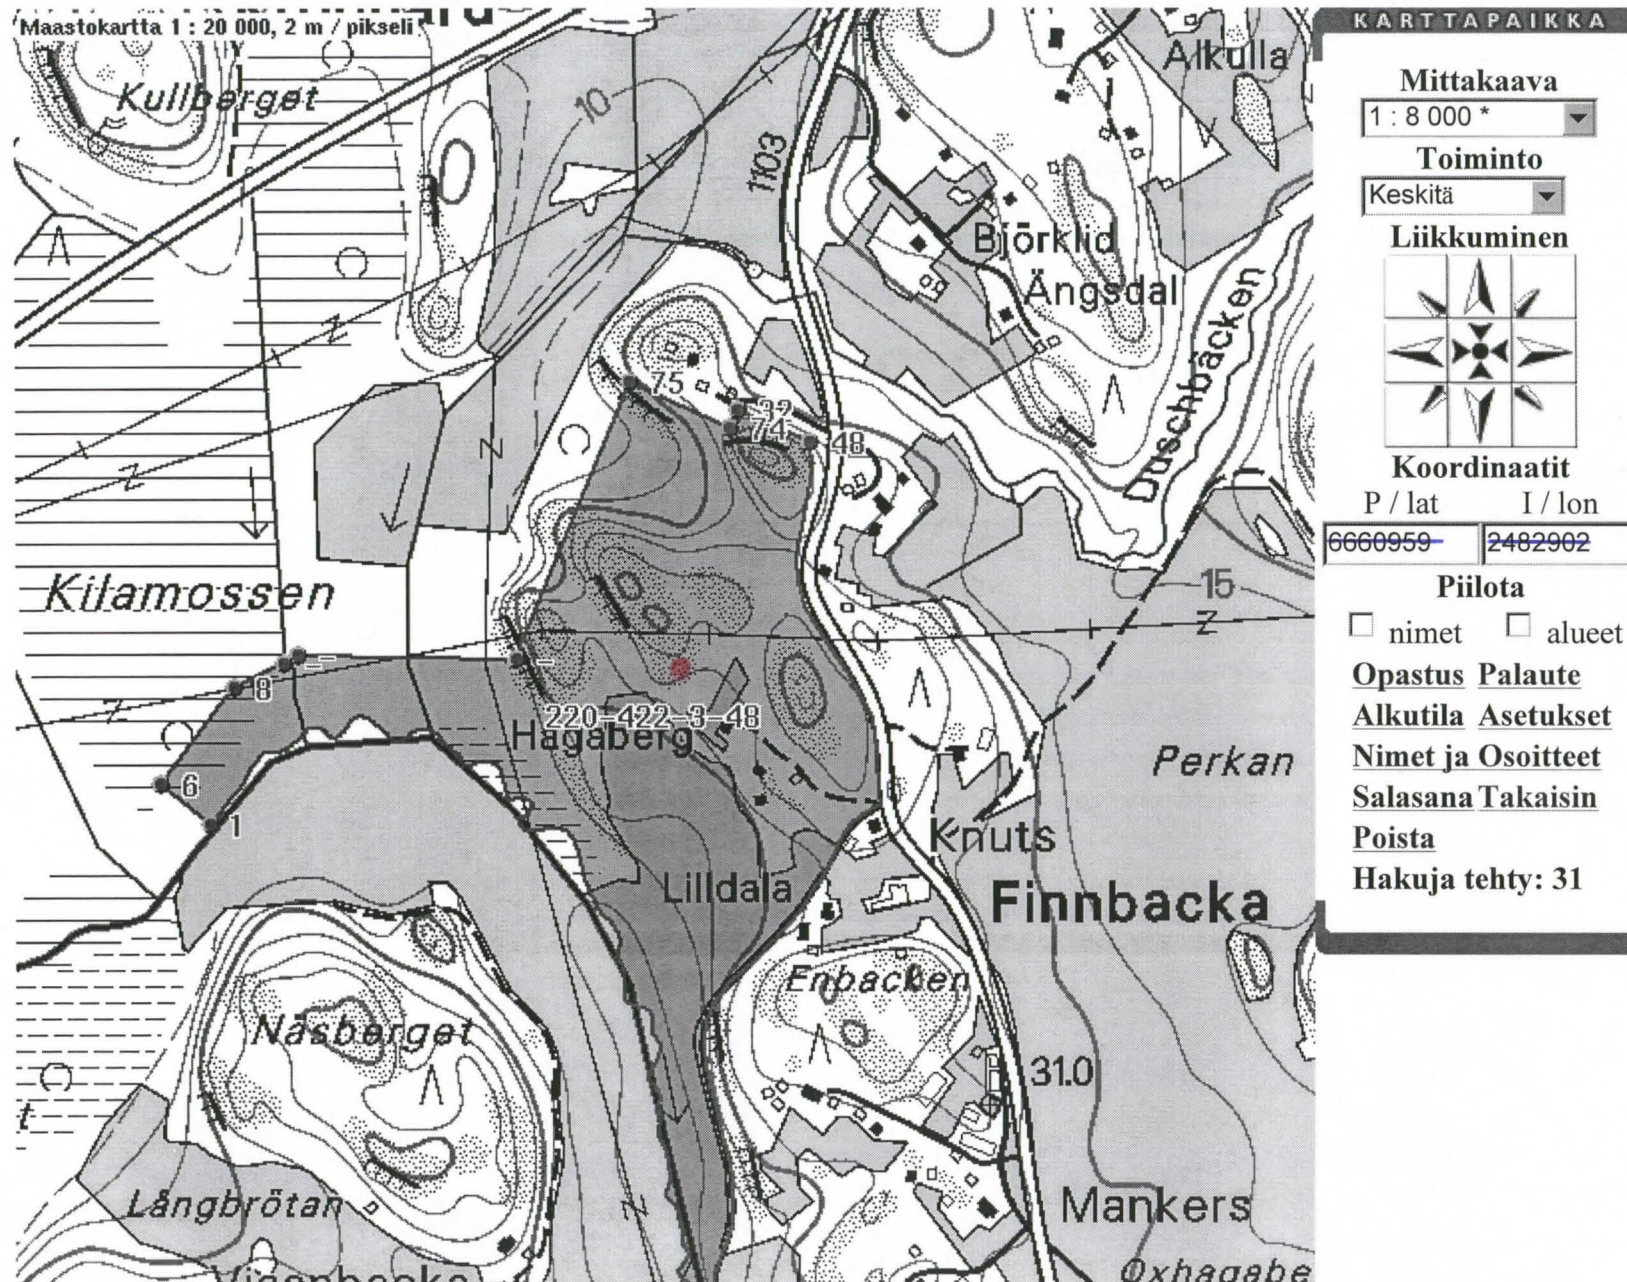 Maastokartta 1 : 20 000, 2 m / pikseli
Kullberget
10
1103
Alkulla
Björklid
Ängsdal
Duschbäcken
75
32
74
48
Kilamossen
15
Z
Z
Z
Z
Z
Z
8
6
1
220-422-3-48
Hagaberg
Perkan
Knuts
Lilldala
Finnbacka
Enbacken
Näsberget
31.0
t
Långbrötan
Mankers
Oxhagabe
KARTTAPAIKKA
Mittakaava
1 : 8 000 *
Toiminto
Keskitä
Liikkuminen
Koordinaatit
P / lat I / lon
6660959 2482902
Piilota
nimet alueet
Opastus Palaute
Alkutila Asetukset
Nimet ja Osoitteet
Salasana Takaisin
Poista
Hakuja tehty: 31